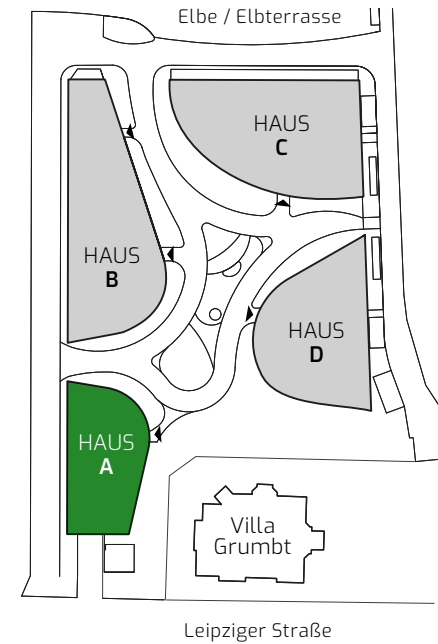 Elbe / Elbterrasse
HAUS
C
HAUS
B
HAUS
D
HAUS
A
Villa
Grumbt
Leipziger Straße